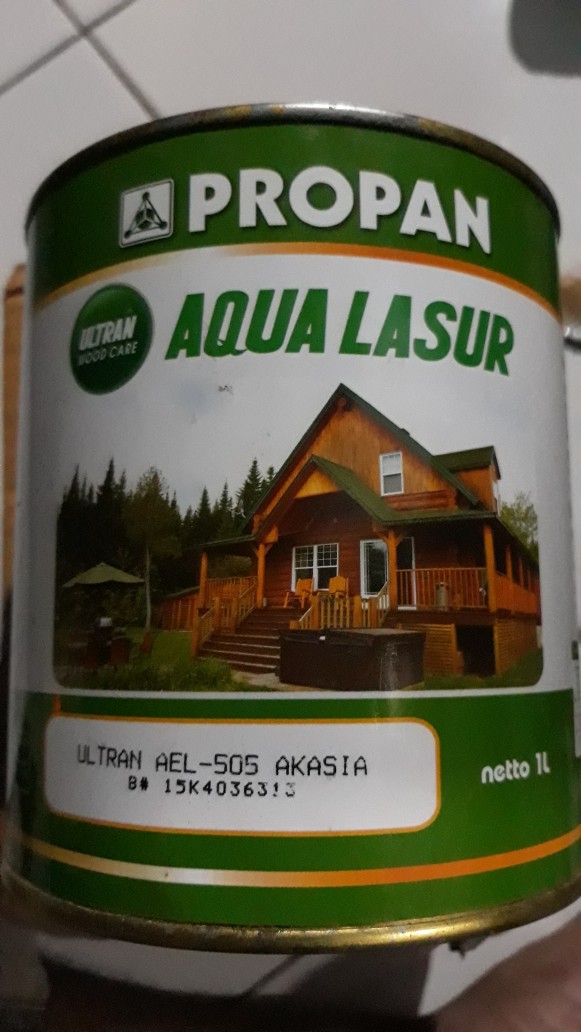 PROPAN
ULTRAN
WOOD CARE
AQUA LASUR
ULTRAN AEL-505 AKASIA
B# 15K4036313
netto 1L